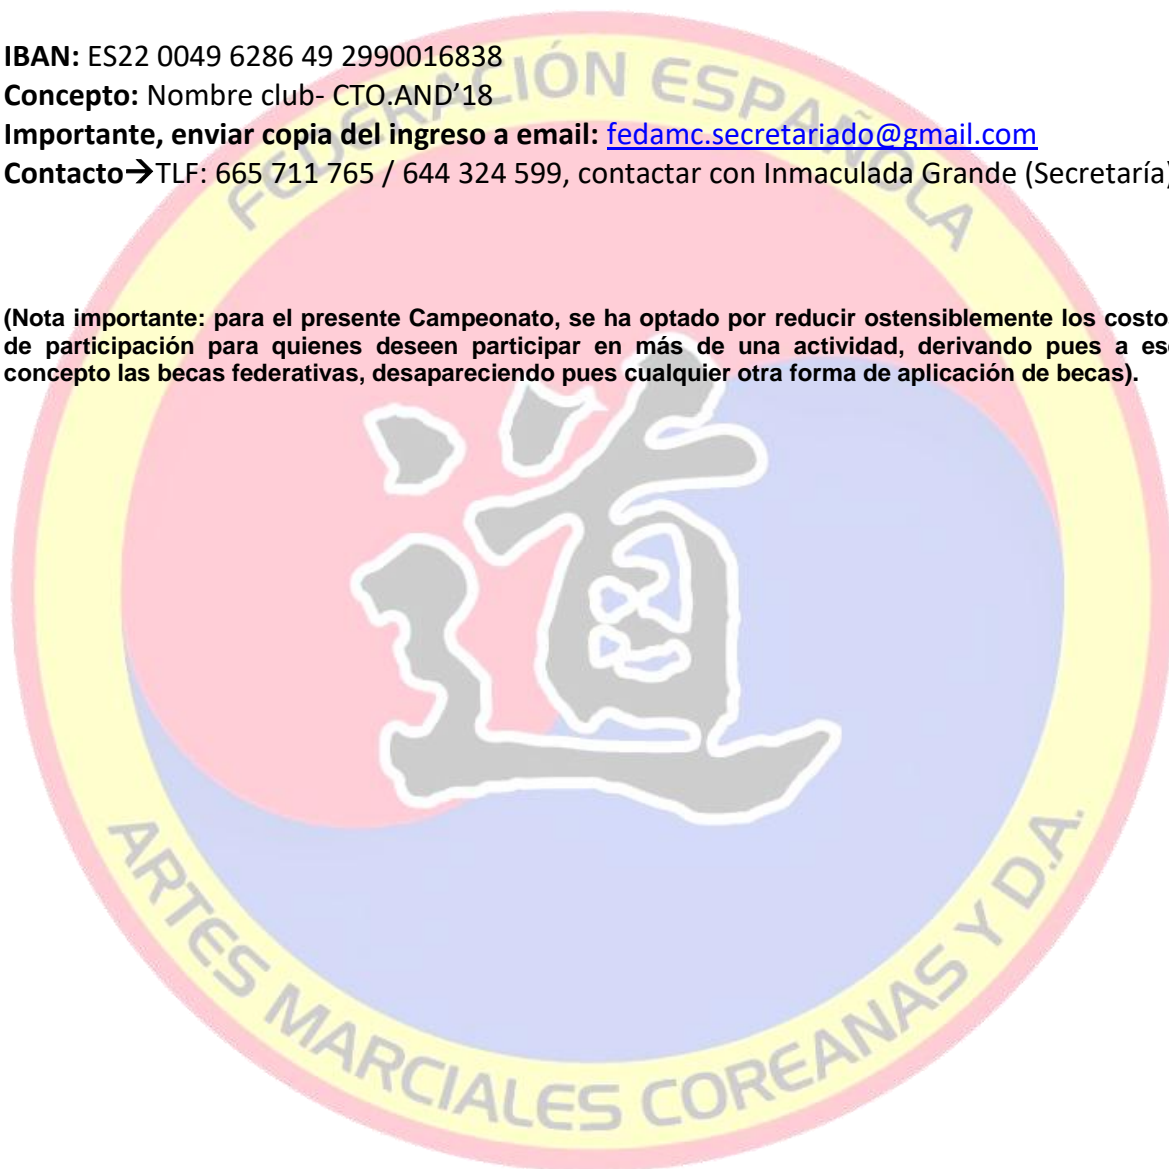 IBAN: ES22 0049 6286 49 2990016838
Concepto: Nombre club- CTO.AND’18
Importante, enviar copia del ingreso a email: fedamc.secretariado@gmail.com
Contacto→TLF: 665 711 765 / 644 324 599, contactar con Inmaculada Grande (Secretaría)
(Nota importante: para el presente Campeonato, se ha optado por reducir ostensiblemente los costo
de participación para quienes deseen participar en más de una actividad, derivando pues a es
concepto las becas federativas, desapareciendo pues cualquier otra forma de aplicación de becas).
FEDERACIÓN ESPAÑOLA
道
ARTES MARCIALES COREANAS Y D.A.